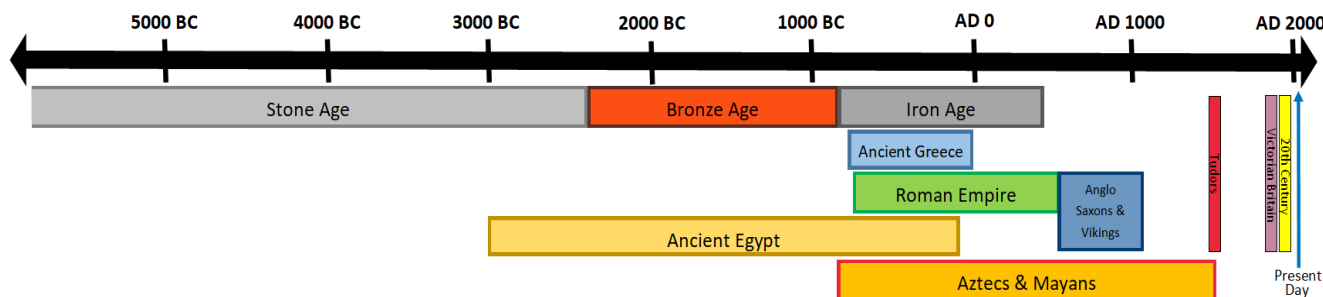 5000 BC 4000 BC 3000 BC 2000 BC 1000 BC AD 0 AD 1000 AD 2000
Stone Age Bronze Age Iron Age
Ancient Greece
Roman Empire
Anglo
Saxons &
Vikings
Ancient Egypt
Aztecs & Mayans
Tudors
Victorian Britain
20th Century
Present
Day